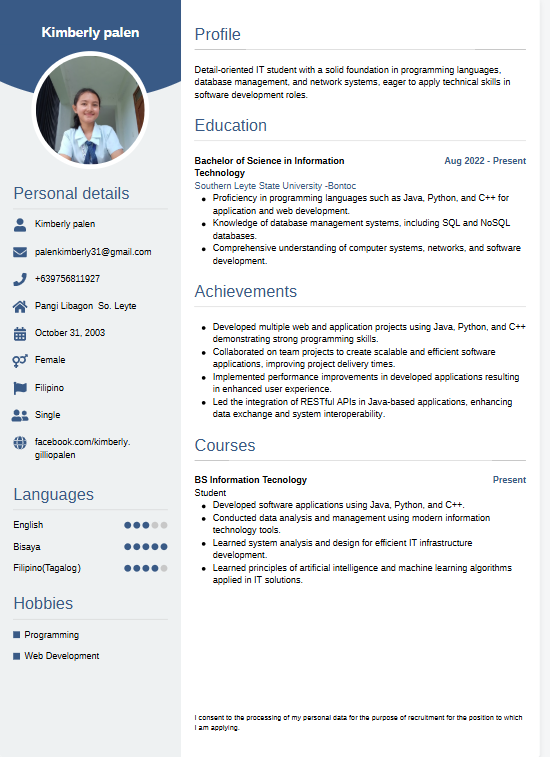 Kimberly palen
Personal details
Kimberly palen
palenkimberly31@gmail.com
+639756811927
Pangi Libagon So. Leyte
October 31, 2003
Female
Filipino
Single
facebook.com/kimberly.
gilliopalen
Languages
English
Bisaya
Filipino(Tagalog)
Hobbies
Programming
Web Development
Profile
Detail-oriented IT student with a solid foundation in programming languages,
database management, and network systems, eager to apply technical skills in
software development roles.
Education
Bachelor of Science in Information Aug 2022 - Present
Technology
Southern Leyte State University -Bontoc
Proficiency in programming languages such as Java, Python, and C++ for
application and web development.
Knowledge of database management systems, including SQL and NoSQL
databases.
Comprehensive understanding of computer systems, networks, and software
development.
Achievements
Developed multiple web and application projects using Java, Python, and C++
demonstrating strong programming skills.
Collaborated on team projects to create scalable and efficient software
applications, improving project delivery times.
Implemented performance improvements in developed applications resulting
in enhanced user experience.
Led the integration of RESTful APIs in Java-based applications, enhancing
data exchange and system interoperability.
Courses
BS Information Tecnology Present
Student
Developed software applications using Java, Python, and C++.
Conducted data analysis and management using modern information
technology tools.
Learned system analysis and design for efficient IT infrastructure
development.
Learned principles of artificial intelligence and machine learning algorithms
applied in IT solutions.
I consent to the processing of my personal data for the purpose of recruitment for the position to which
I am applying.